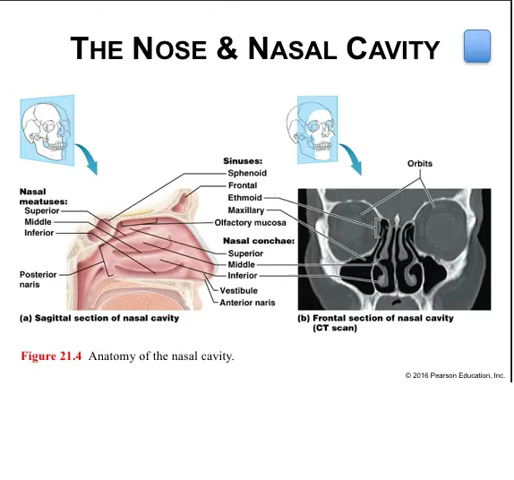 THE NOSE & NASAL CAVITY
Sinuses:
Sphenoid
Frontal
Ethmoid
Maxillary
Olfactory mucosa
Nasal conchae:
Superior
Middle
Inferior
Vestibule
Anterior naris
Orbits
Nasal
meatuses:
Superior
Middle
Inferior
Posterior
naris
(a) Sagittal section of nasal cavity
(b) Frontal section of nasal cavity
(CT scan)
Figure 21.4 Anatomy of the nasal cavity.
© 2016 Pearson Education, Inc.